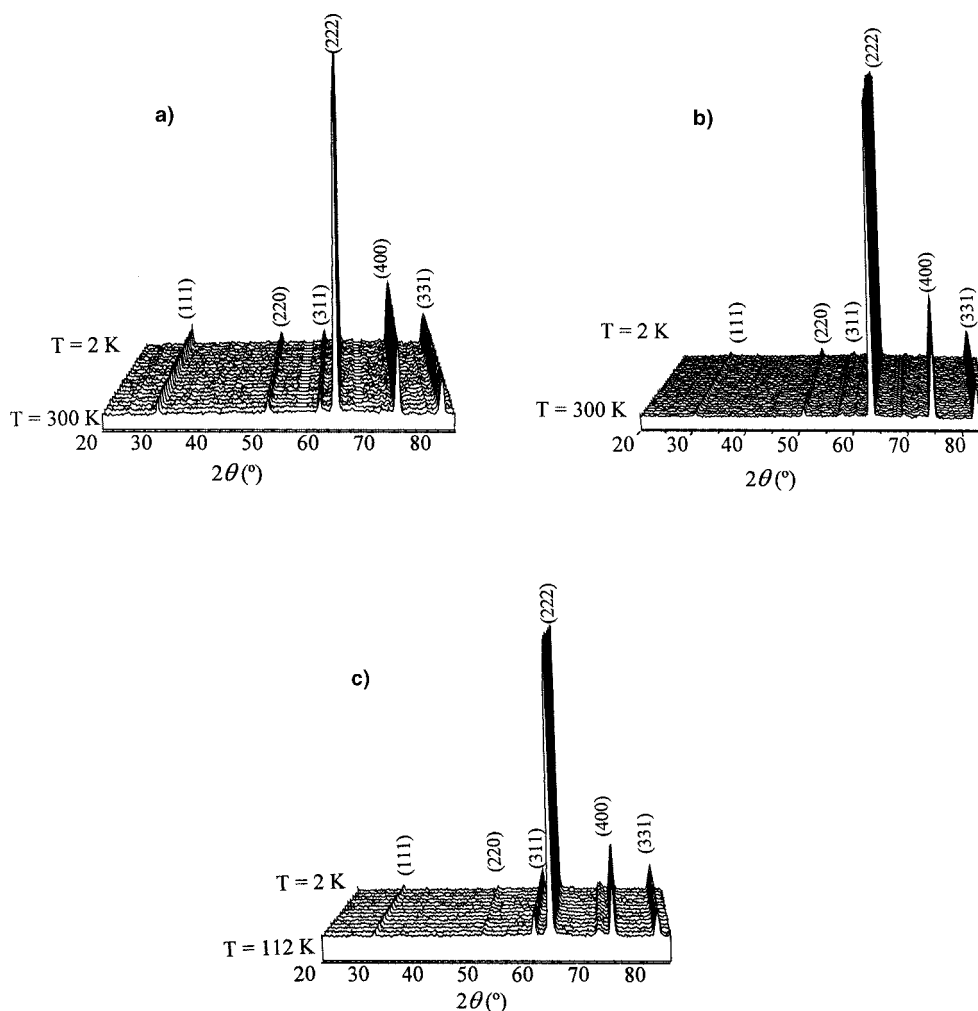 a)
(111)
(220)
(311)
(222)
(400)
(331)
T = 2 K
T = 300 K
20 30 40 50 60 70 80
2θ (º)
b)
(111)
(220)
(311)
(222)
(400)
(331)
T = 2 K
T = 300 K
20 30 40 50 60 70 80
2θ (º)
c)
(111)
(220)
(311)
(222)
(400)
(331)
T = 2 K
T = 112 K
20 30 40 50 60 70 80
2θ (º)